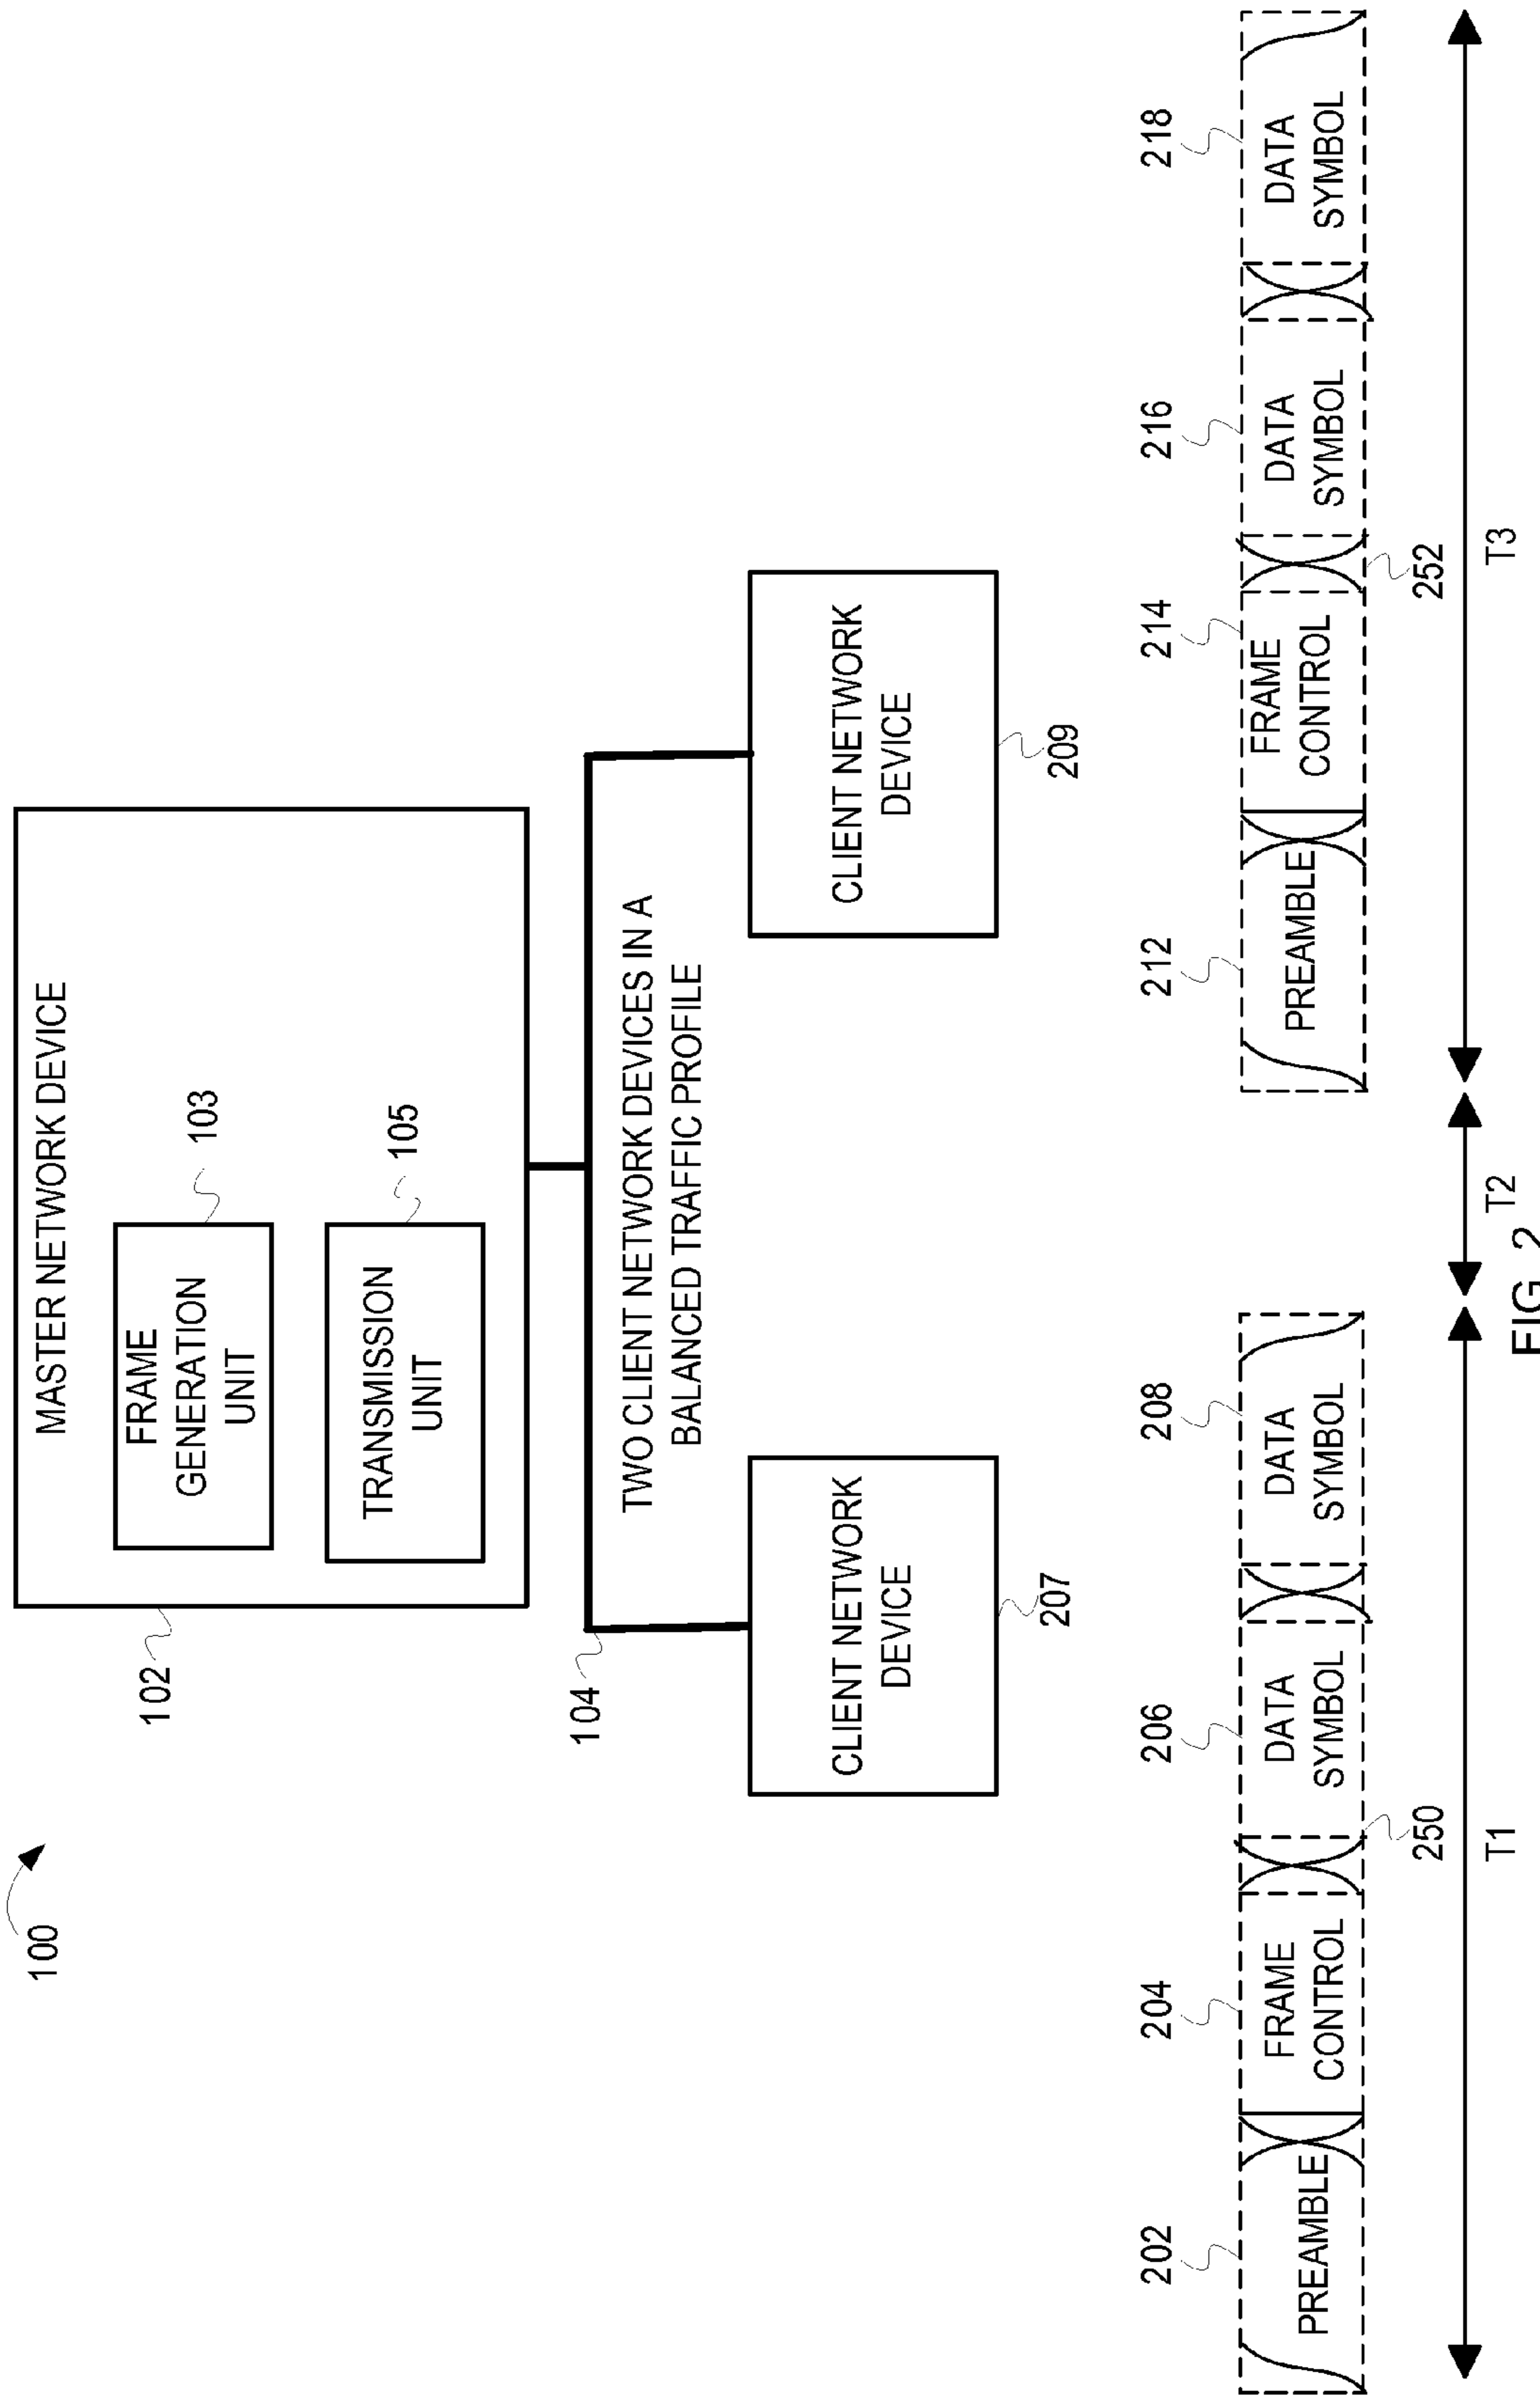 100
102
MASTER NETWORK DEVICE
FRAME
GENERATION
UNIT
103
TRANSMISSION
UNIT
105
104
TWO CLIENT NETWORK DEVICES IN A
BALANCED TRAFFIC PROFILE
CLIENT NETWORK
DEVICE
207
CLIENT NETWORK
DEVICE
209
202
204
206
208
212
214
216
218
PREAMBLE
FRAME
CONTROL
DATA
SYMBOL
DATA
SYMBOL
PREAMBLE
FRAME
CONTROL
DATA
SYMBOL
DATA
SYMBOL
250
252
T1
T2
T3
FIG. 2